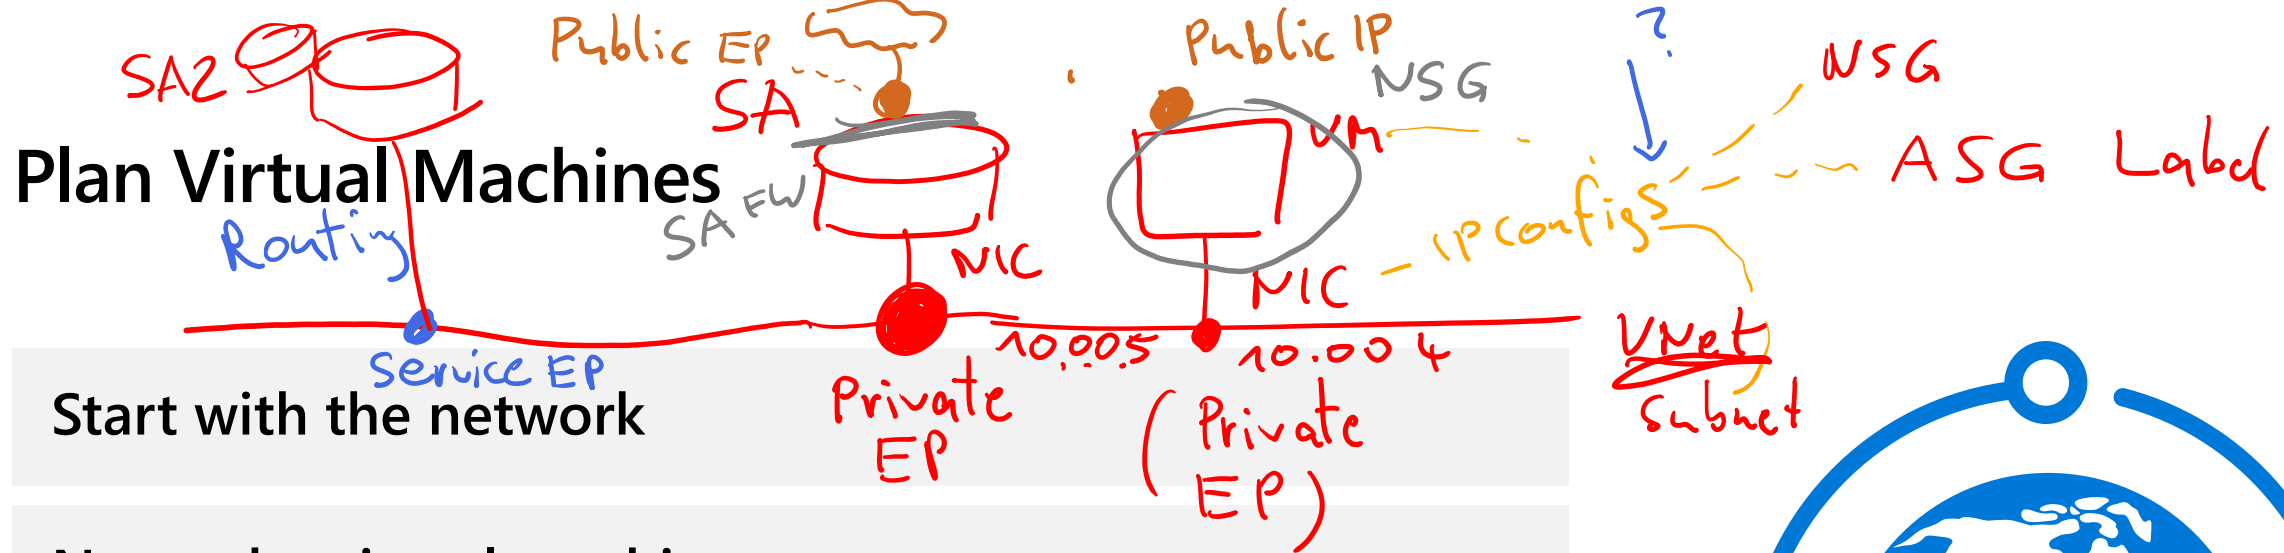 ?
Public EP
Public IP
NSG
SA2
SA
NSG
VM
ASG Label
Plan Virtual Machines
SA FW
IPconfigs
Routing
NIC
NIC
VNet
10.0.0.5
10.0.0 4
Service EP
Subnet
Start with the network
Private
EP
(Private
EP)